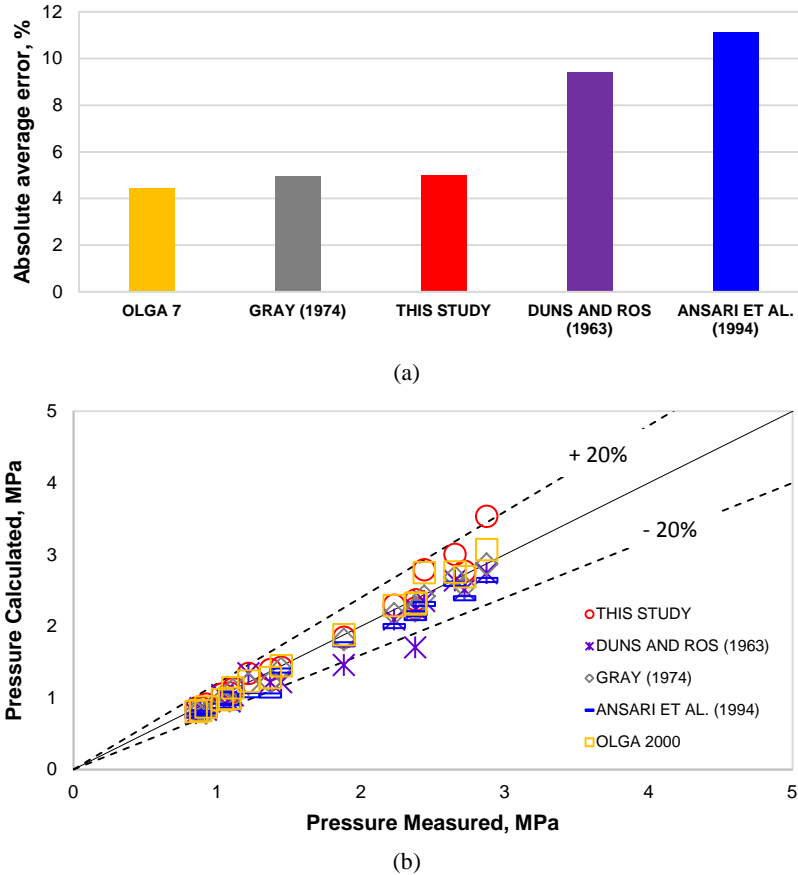 Absolute average error, %
12
10
8
6
4
2
0
OLGA 7
GRAY (1974)
THIS STUDY
DUNS AND ROS
(1963)
ANSARI ET AL.
(1994)
(a)
Pressure Calculated, MPa
5
4
3
2
1
0
+ 20%
- 20%
THIS STUDY
DUNS AND ROS (1963)
GRAY (1974)
ANSARI ET AL. (1994)
OLGA 2000
0
1
2
3
4
5
Pressure Measured, MPa
(b)